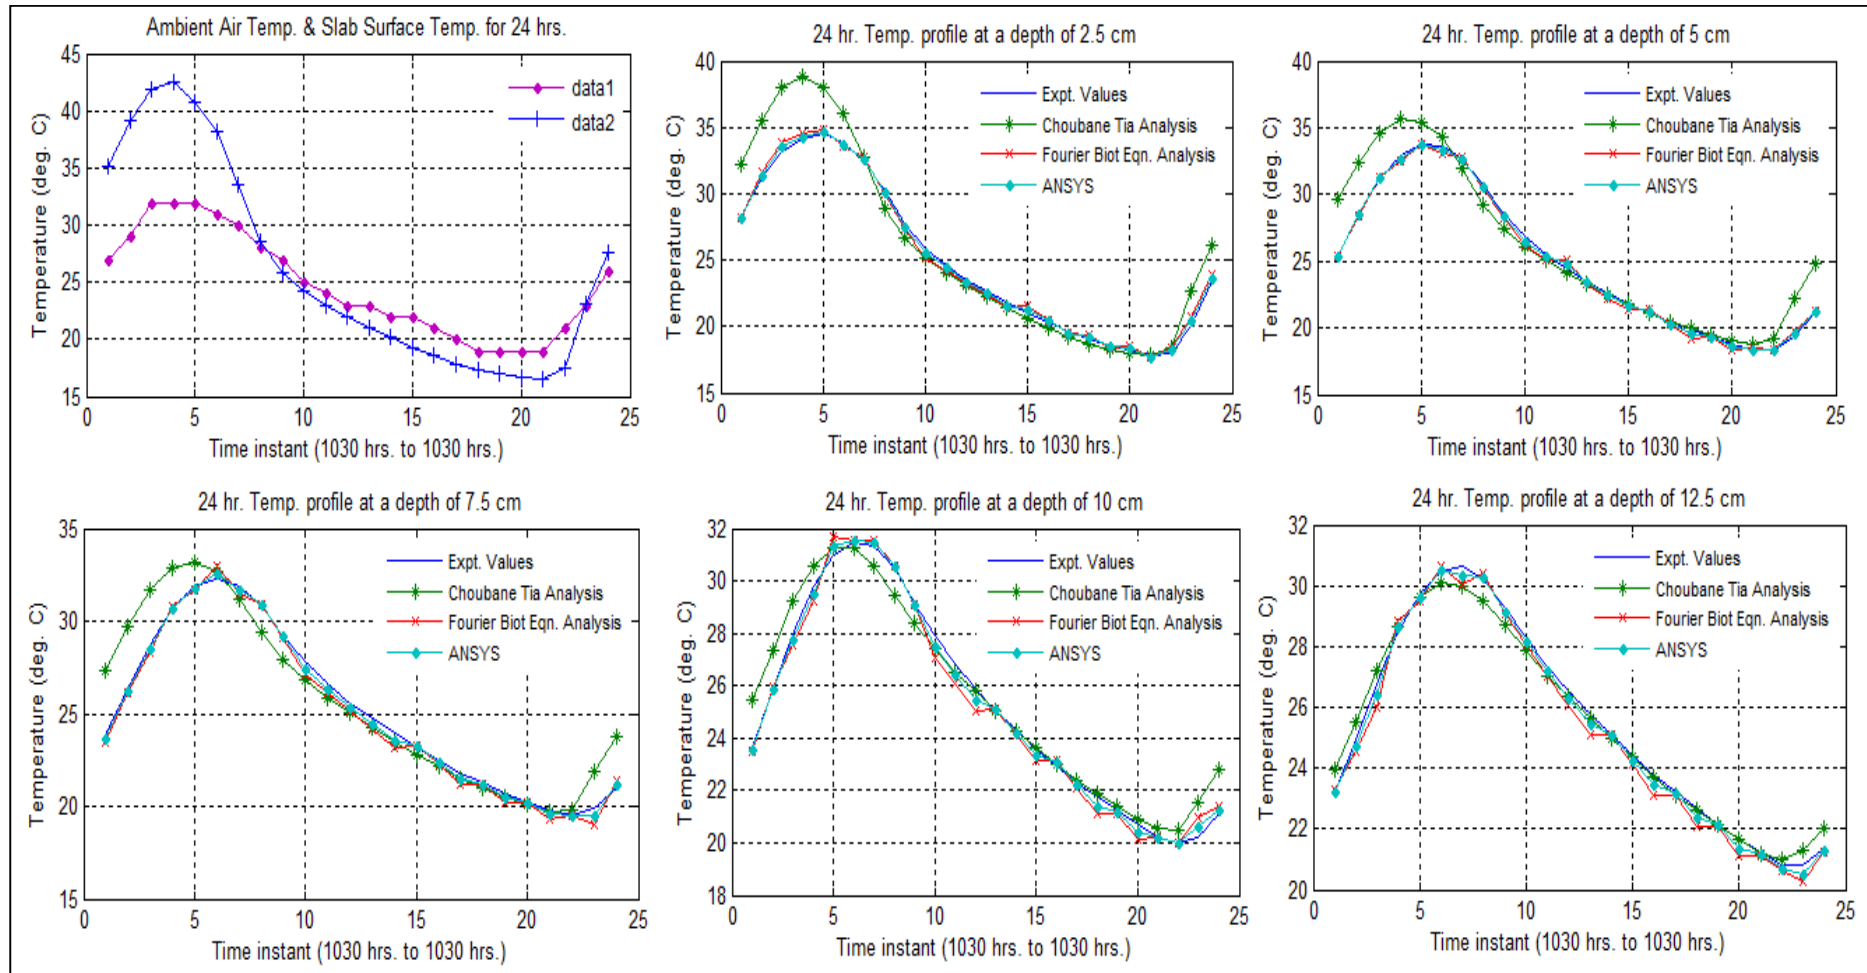 Ambient Air Temp. & Slab Surface Temp. for 24 hrs.
45
40
35
30
25
20
15
0
5
10
15
20
25
Temperature (deg. C)
Time instant (1030 hrs. to 1030 hrs.)
data1
data2
24 hr. Temp. profile at a depth of 2.5 cm
40
35
30
25
20
15
0
5
10
15
20
25
Temperature (deg. C)
Time instant (1030 hrs. to 1030 hrs.)
Expt. Values
Choubane Tia Analysis
Fourier Biot Eqn. Analysis
ANSYS
24 hr. Temp. profile at a depth of 5 cm
40
35
30
25
20
15
0
5
10
15
20
25
Temperature (deg. C)
Time instant (1030 hrs. to 1030 hrs.)
Expt. Values
Choubane Tia Analysis
Fourier Biot Eqn. Analysis
ANSYS
24 hr. Temp. profile at a depth of 7.5 cm
35
30
25
20
15
0
5
10
15
20
25
Temperature (deg. C)
Time instant (1030 hrs. to 1030 hrs.)
Expt. Values
Choubane Tia Analysis
Fourier Biot Eqn. Analysis
ANSYS
24 hr. Temp. profile at a depth of 10 cm
32
30
28
26
24
22
20
18
0
5
10
15
20
25
Temperature (deg. C)
Time instant (1030 hrs. to 1030 hrs.)
Expt. Values
Choubane Tia Analysis
Fourier Biot Eqn. Analysis
ANSYS
24 hr. Temp. profile at a depth of 12.5 cm
32
30
28
26
24
22
20
0
5
10
15
20
25
Temperature (deg. C)
Time instant (1030 hrs. to 1030 hrs.)
Expt. Values
Choubane Tia Analysis
Fourier Biot Eqn. Analysis
ANSYS